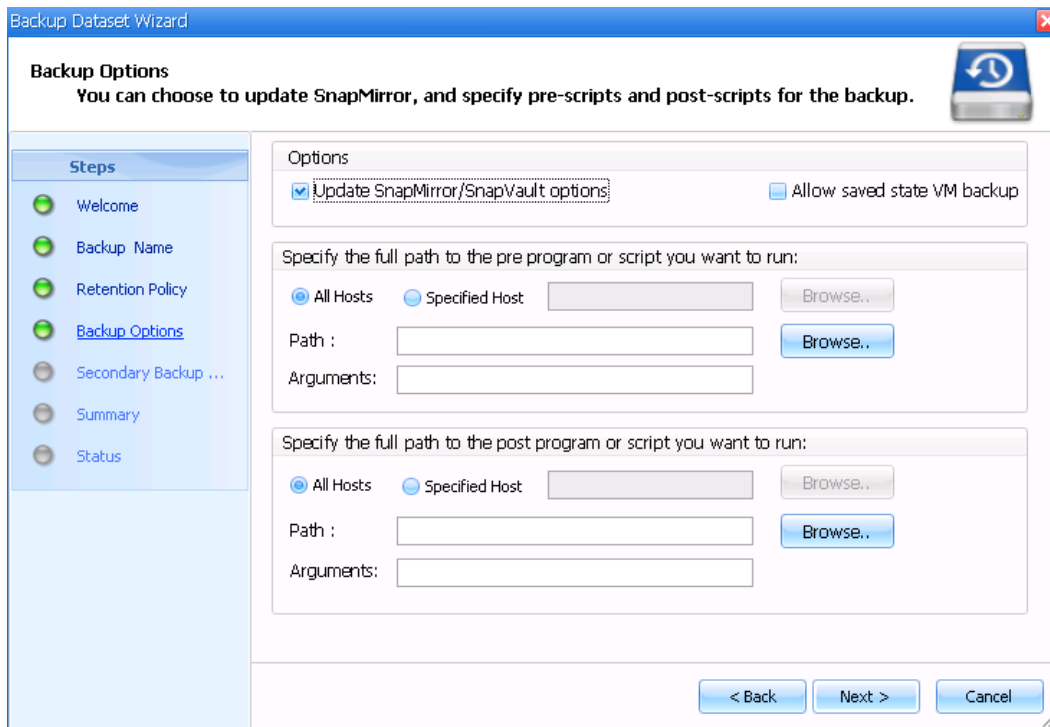 Backup Dataset Wizard
Backup Options
You can choose to update SnapMirror, and specify pre-scripts and post-scripts for the backup.
Steps
Welcome
Backup Name
Retention Policy
Backup Options
Secondary Backup ...
Summary
Status
Options
Update SnapMirror/SnapVault options
Allow saved state VM backup
Specify the full path to the pre program or script you want to run:
All Hosts
Specified Host
Browse..
Path :
Browse..
Arguments:
Specify the full path to the post program or script you want to run:
All Hosts
Specified Host
Browse..
Path :
Browse..
Arguments:
< Back
Next >
Cancel